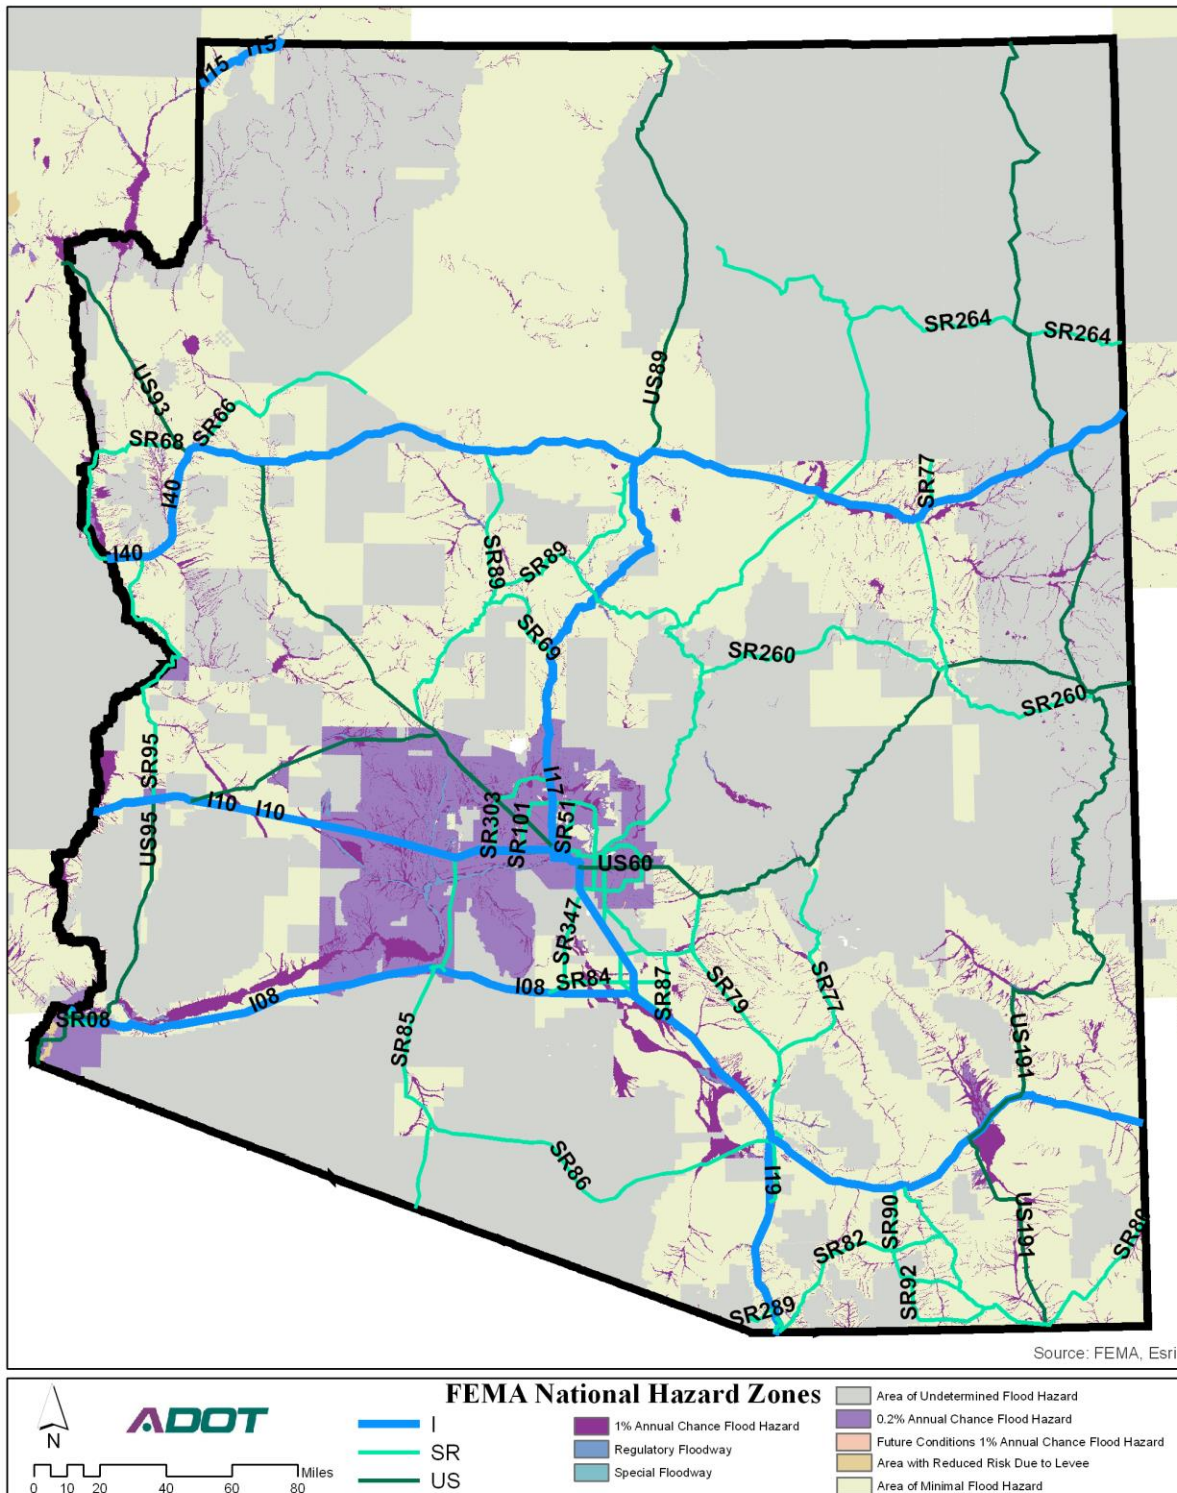 I15
I15
SR264
SR264
US89
US93
SR66
SR68
SR77
I40
I40
SR89
SR89
SR69
SR260
SR260
SR95
I17
I10
I10
SR303
SR101
SR51
US95
US60
SR347
SR84
SR87
I08
I08
SR79
SR77
SR08
SR85
US191
SR86
I19
SR90
US191
SR80
SR82
SR92
SR289
Source: FEMA, Esri
FEMA National Hazard Zones
N
ADOT
0 10 20 40 60 80
Miles
I
SR
US
1% Annual Chance Flood Hazard
Regulatory Floodway
Special Floodway
Area of Undetermined Flood Hazard
0.2% Annual Chance Flood Hazard
Future Conditions 1% Annual Chance Flood Hazard
Area with Reduced Risk Due to Levee
Area of Minimal Flood Hazard